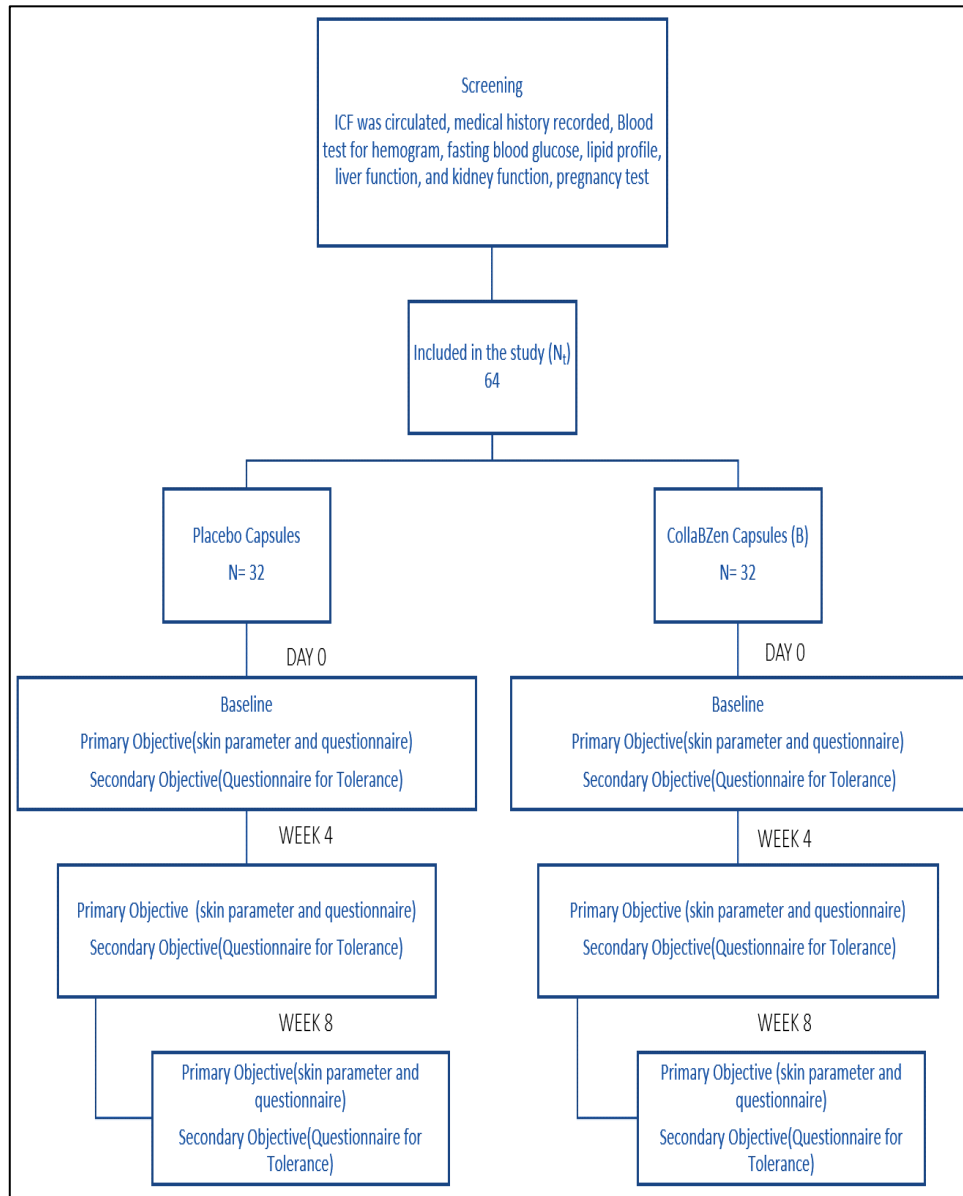 Screening
ICF was circulated, medical history recorded, Blood
test for hemogram, fasting blood glucose, lipid profile,
liver function, and kidney function, pregnancy test
Included in the study (Nt)
64
Placebo Capsules
N= 32
CollaBZen Capsules (B)
N= 32
DAY 0
DAY 0
Baseline
Primary Objective(skin parameter and questionnaire)
Secondary Objective(Questionnaire for Tolerance)
Baseline
Primary Objective(skin parameter and questionnaire)
Secondary Objective(Questionnaire for Tolerance)
WEEK 4
WEEK 4
Primary Objective (skin parameter and questionnaire)
Secondary Objective(Questionnaire for Tolerance)
Primary Objective (skin parameter and questionnaire)
Secondary Objective(Questionnaire for Tolerance)
WEEK 8
WEEK 8
Primary Objective(skin parameter and
questionnaire)
Secondary Objective(Questionnaire for
Tolerance)
Primary Objective (skin parameter and
questionnaire)
Secondary Objective(Questionnaire for
Tolerance)